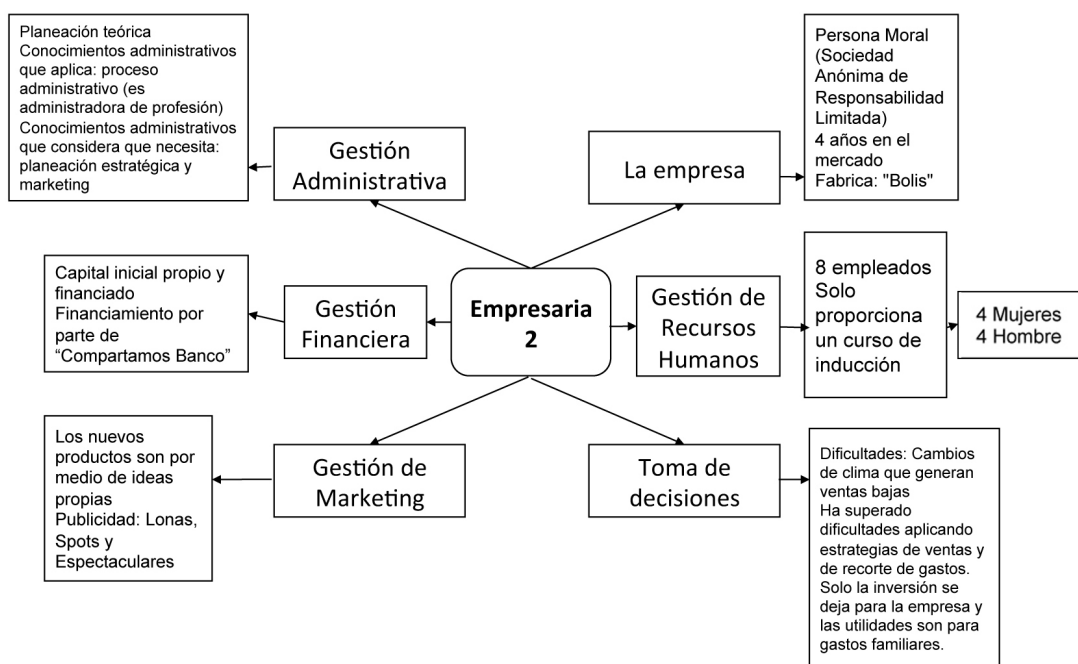 Planeación teórica
Conocimientos administrativos
que aplica: proceso
administrativo (es
administradora de profesión)
Conocimientos administrativos
que considera que necesita:
planeación estratégica y
marketing
Gestión
Administrativa
La empresa
Persona Moral
(Sociedad
Anónima de
Responsabilidad
Limitada)
4 años en el
mercado
Fabrica: "Bolis"
Capital inicial propio y
financiado
Financiamiento por
parte de
“Compartamos Banco”
Gestión
Financiera
Empresaria
2
Gestión de
Recursos
Humanos
8 empleados
Solo
proporciona
un curso de
inducción
4 Mujeres
4 Hombre
Los nuevos
productos son por
medio de ideas
propias
Publicidad: Lonas,
Spots y
Espectaculares
Gestión de
Marketing
Toma de
decisiones
Dificultades: Cambios
de clima que generan
ventas bajas
Ha superado
dificultades aplicando
estrategias de ventas y
de recorte de gastos.
Solo la inversión se
deja para la empresa y
las utilidades son para
gastos familiares.